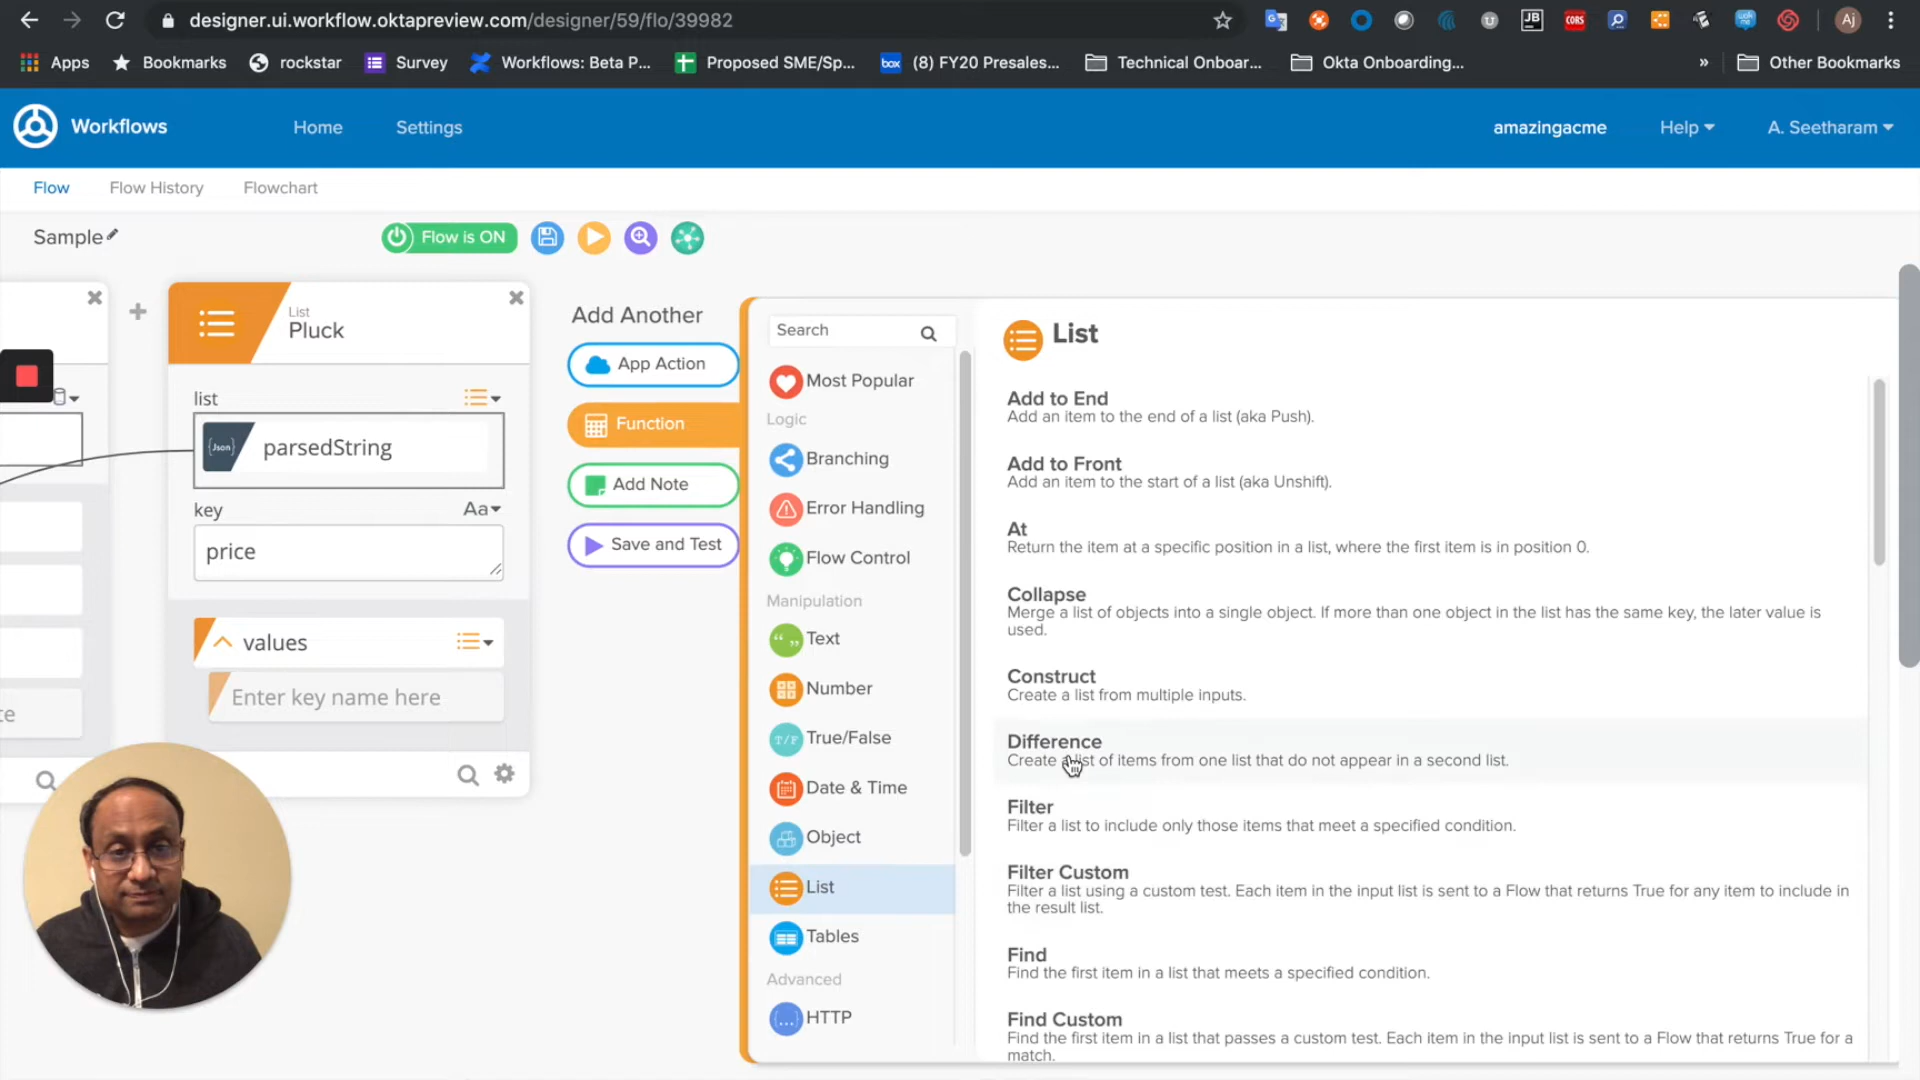 designer.ui.workflow.oktapreview.com/designer/59/flo/39982
JB
CORS
Aj
Apps
Bookmarks
rockstar
Survey
Workflows: Beta P...
Proposed SME/Sp...
box
(8) FY20 Presales...
Technical Onboar...
Okta Onboarding...
»
Other Bookmarks
Workflows
Home
Settings
amazingacme
Help
A. Seetharam
Flow
Flow History
Flowchart
Sample
Flow is ON
List
Pluck
list
{Json}
parsedString
key
Aa
price
values
Enter key name here
te
Add Another
App Action
Function
Add Note
Save and Test
Search
Most Popular
Logic
Branching
Error Handling
Flow Control
Manipulation
Text
Number
T/F
True/False
Date & Time
Object
List
Tables
Advanced
{...}
HTTP
List
Add to End
Add an item to the end of a list (aka Push).
Add to Front
Add an item to the start of a list (aka Unshift).
At
Return the item at a specific position in a list, where the first item is in position 0.
Collapse
Merge a list of objects into a single object. If more than one object in the list has the same key, the later value is
used.
Construct
Create a list from multiple inputs.
Difference
Create a list of items from one list that do not appear in a second list.
Filter
Filter a list to include only those items that meet a specified condition.
Filter Custom
Filter a list using a custom test. Each item in the input list is sent to a Flow that returns True for any item to include in
the result list.
Find
Find the first item in a list that meets a specified condition.
Find Custom
Find the first item in a list that passes a custom test. Each item in the input list is sent to a Flow that returns True for a
match.